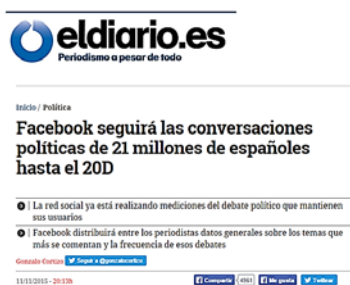 eldiario.es
Periodismo a pesar de todo
Inicio / Política
Facebook seguirá las conversaciones
políticas de 21 millones de españoles
hasta el 20D
| La red social ya está realizando mediciones del debate político que mantienen
sus usuarios
| Facebook distribuirá entre los periodistas datos generales sobre los temas que
más se comentan y la frecuencia de esos debates
Gonzalo Cortizo Seguir a @gonzalocortizo
11/11/2015 - 20:53h Compartir 4961 Me gusta Twittear